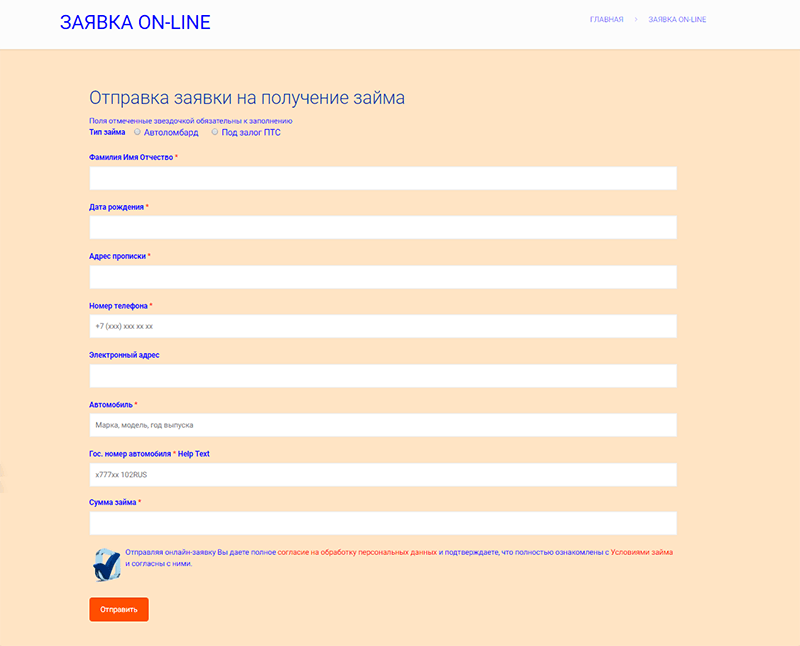 ЗАЯВКА ON-LINE
ГЛАВНАЯ > ЗАЯВКА ON-LINE
Отправка заявки на получение займа
Поля отмеченные звездочкой обязательны к заполнению
Тип займа Автоломбард Под залог ПТС
Фамилия Имя Отчество *
Дата рождения *
Адрес прописки *
Номер телефона *
+7 (xxx) xxx xx xx
Электронный адрес
Автомобиль *
Марка, модель, год выпуска
Гос. номер автомобиля * Help Text
x777xx 102RUS
Сумма займа *
Отправляя онлайн-заявку Вы даете полное согласие на обработку персональных данных и подтверждаете, что полностью ознакомлены с Условиями займа
и согласны с ними.
Отправить